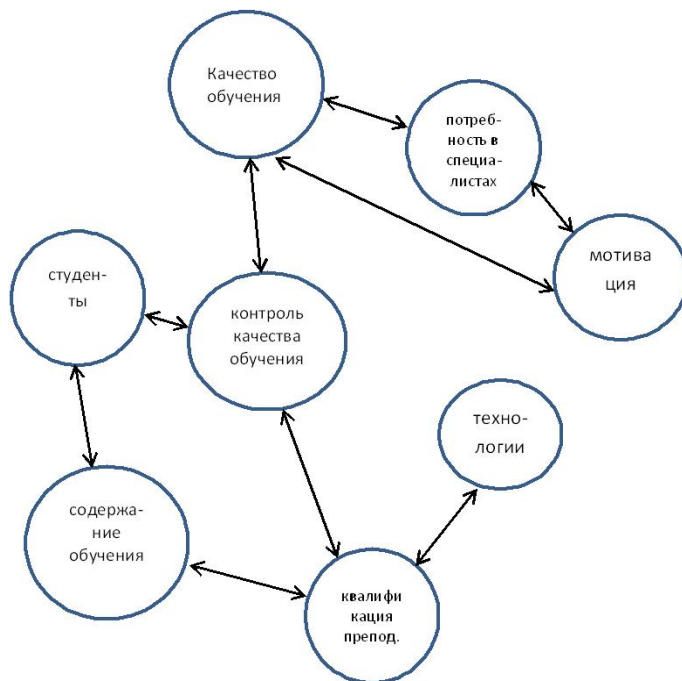 Качество
обучения
потреб-
ность в
специа-
листах
мотива
ция
студен-
ты
контроль
качества
обучения
техно-
логии
содержа-
ние
обучения
квалифи
кация
препод.